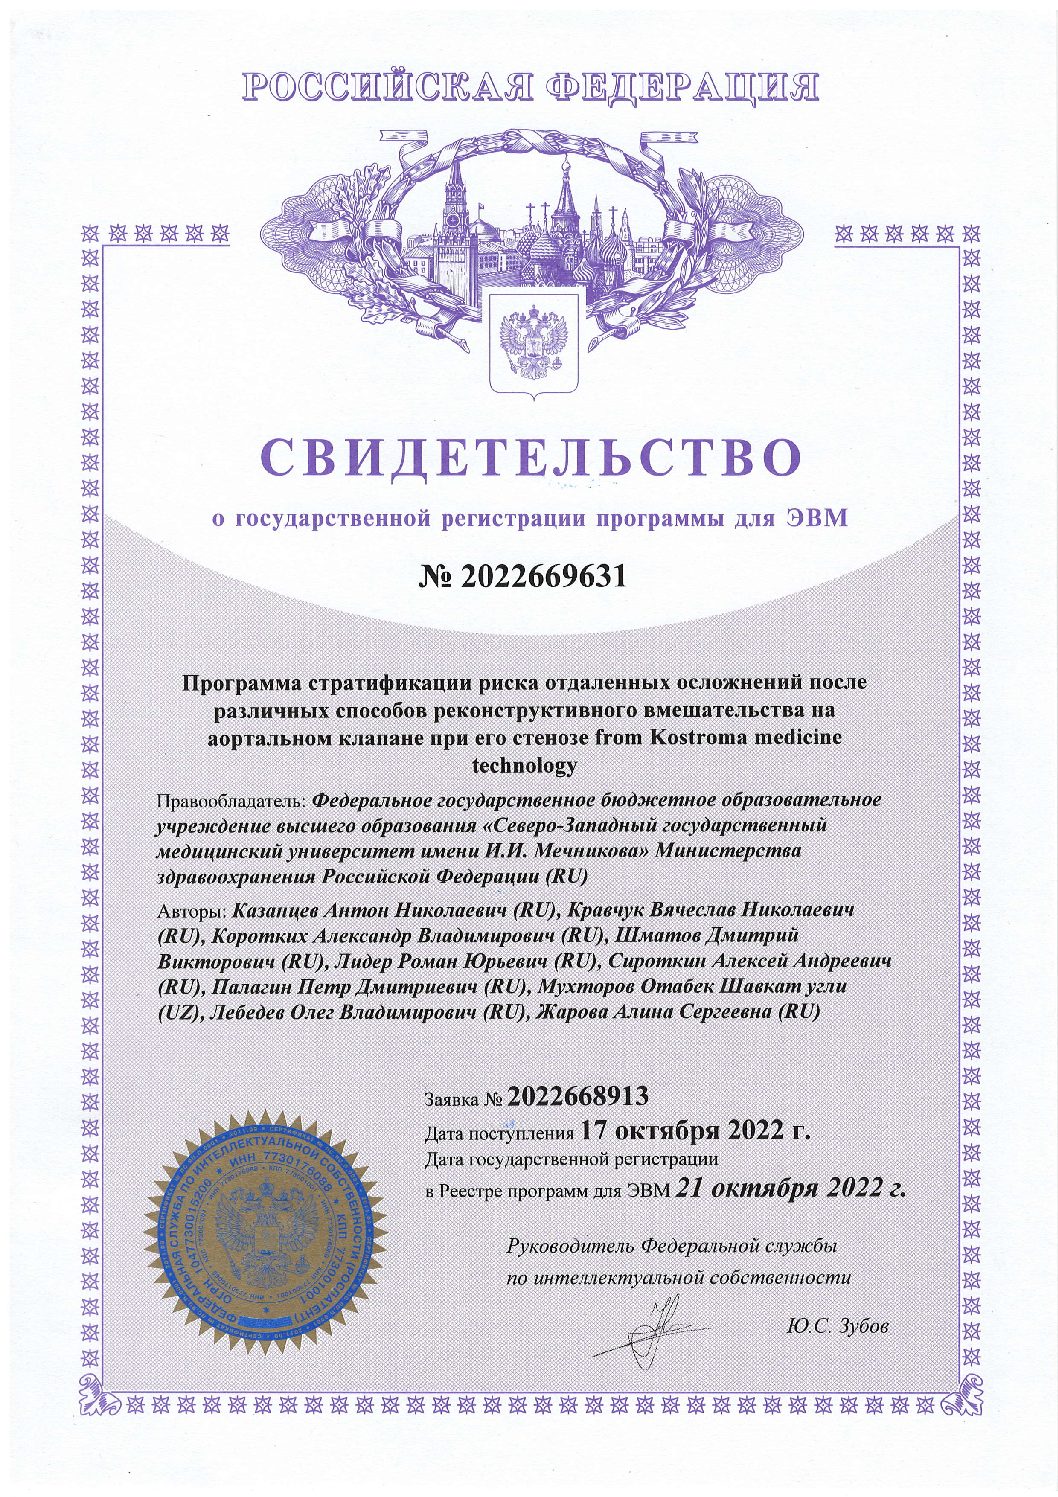 РОССИЙСКАЯ ФЕДЕРАЦИЯ
СВИДЕТЕЛЬСТВО
о государственной регистрации программы для ЭВМ
№ 2022669631
Программа стратификации риска отдаленных осложнений после
различных способов реконструктивного вмешательства на
аортальном клапане при его стенозе from Kostroma medicine
technology
Правообладатель: Федеральное государственное бюджетное образовательное
учреждение высшего образования «Северо-Западный государственный
медицинский университет имени И.И. Мечникова» Министерства
здравоохранения Российской Федерации (RU)
Авторы: Казанцев Антон Николаевич (RU), Кравчук Вячеслав Николаевич
(RU), Коротких Александр Владимирович (RU), Шматов Дмитрий
Викторович (RU), Лидер Роман Юрьевич (RU), Сироткин Алексей Андреевич
(RU), Палагин Петр Дмитриевич (RU), Мухторов Отабек Шавкат угли
(UZ), Лебедев Олег Владимирович (RU), Жарова Алина Сергеевна (RU)
Заявка № 2022668913
Дата поступления 17 октября 2022 г.
Дата государственной регистрации
в Реестре программ для ЭВМ 21 октября 2022 г.
Руководитель Федеральной службы
по интеллектуальной собственности
Ю.С. Зубов
ФЕДЕРАЛЬНАЯ СЛУЖБА ПО ИНТЕЛЛЕКТУАЛЬНОЙ СОБСТВЕННОСТИ (РОСПАТЕНТ)
ОГРН 1047730015200 * ИНН 7730176088 * КПП 773001001